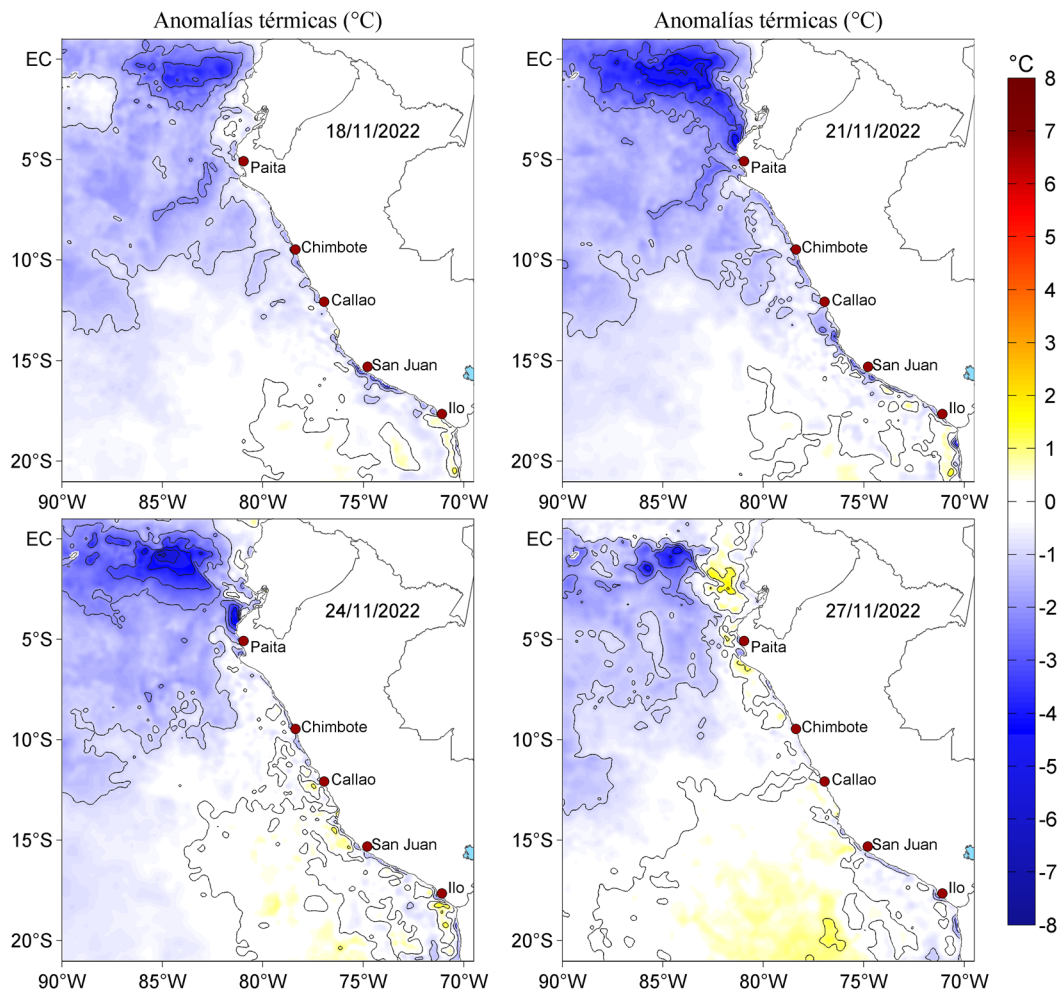 Anomalías térmicas (°C)
Anomalías térmicas (°C)
°C
EC
5°S
10°S
15°S
20°S
18/11/2022
Paita
Chimbote
Callao
San Juan
Ilo
90°W
85°W
80°W
75°W
70°W
EC
5°S
10°S
15°S
20°S
21/11/2022
Paita
Chimbote
Callao
San Juan
Ilo
90°W
85°W
80°W
75°W
70°W
EC
5°S
10°S
15°S
20°S
24/11/2022
Paita
Chimbote
Callao
San Juan
Ilo
90°W
85°W
80°W
75°W
70°W
EC
5°S
10°S
15°S
20°S
27/11/2022
Paita
Chimbote
Callao
San Juan
Ilo
90°W
85°W
80°W
75°W
70°W
8
7
6
5
4
3
2
1
0
-1
-2
-3
-4
-5
-6
-7
-8